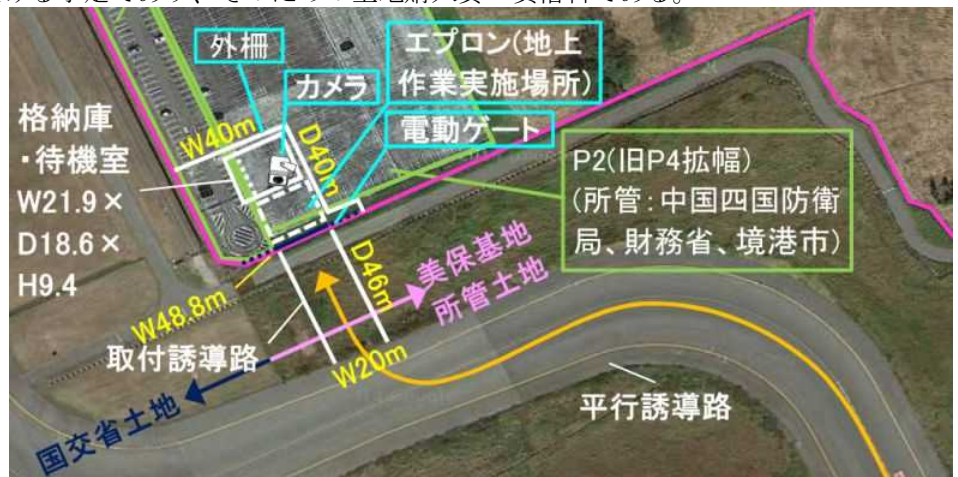 外柵
エプロン(地上
作業実施場所)
カメラ
電動ゲート
格納庫
・待機室
W21.9×
D18.6×
H9.4
W40m
D40m
P2(旧P4拡幅)
(所管:中国四国防衛
局、財務省、境港市)
D46m
美保基地
所管土地
W48.8m
取付誘導路
W20m
国交省土地
平行誘導路